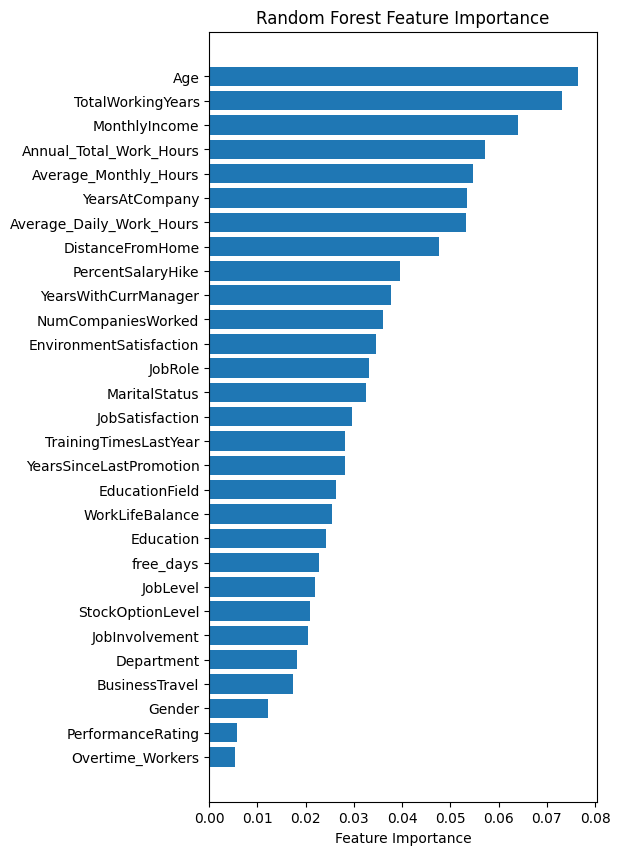 Random Forest Feature Importance
Age
TotalWorkingYears
MonthlyIncome
Annual_Total_Work_Hours
Average_Monthly_Hours
YearsAtCompany
Average_Daily_Work_Hours
DistanceFromHome
PercentSalaryHike
YearsWithCurrManager
NumCompaniesWorked
EnvironmentSatisfaction
JobRole
MaritalStatus
JobSatisfaction
TrainingTimesLastYear
YearsSinceLastPromotion
EducationField
WorkLifeBalance
Education
free_days
JobLevel
StockOptionLevel
JobInvolvement
Department
BusinessTravel
Gender
PerformanceRating
Overtime_Workers
0.00 0.01 0.02 0.03 0.04 0.05 0.06 0.07 0.08
Feature Importance